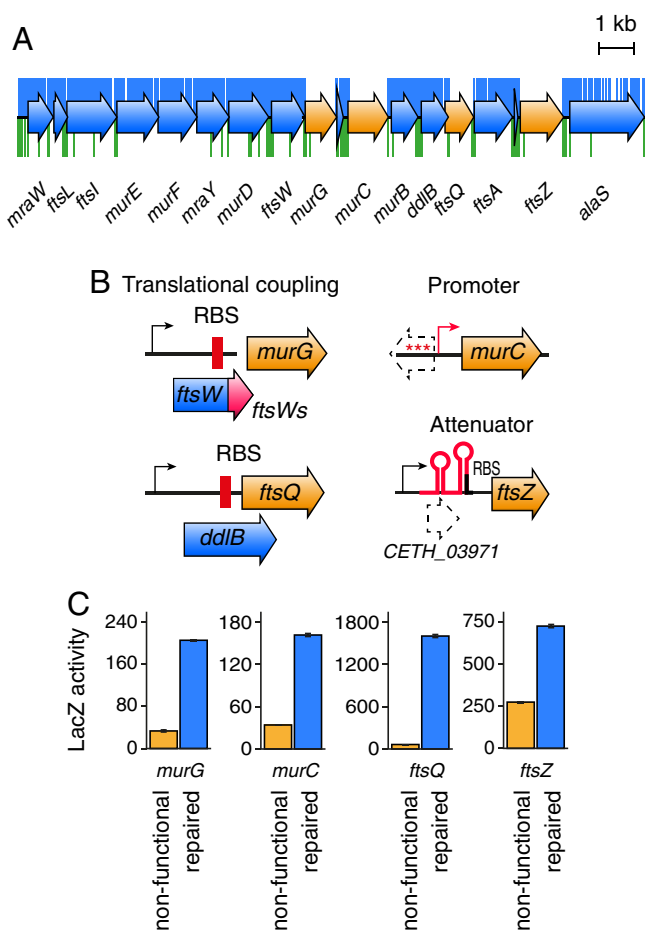 A
1 kb
mraW ftsL ftsI murE murF mraY murD ftsW murG murC murB ddlB ftsQ ftsA ftsZ alaS
B
Translational coupling
Promoter
RBS
murG
ftsW
ftsWs
***
murC
Attenuator
RBS
ftsQ
ddlB
RBS
ftsZ
CETH_03971
C
LacZ activity
240
160
80
0
180
120
60
0
1800
1200
600
0
750
500
250
0
murG murC ftsQ ftsZ
non-functional
repaired
non-functional
repaired
non-functional
repaired
non-functional
repaired